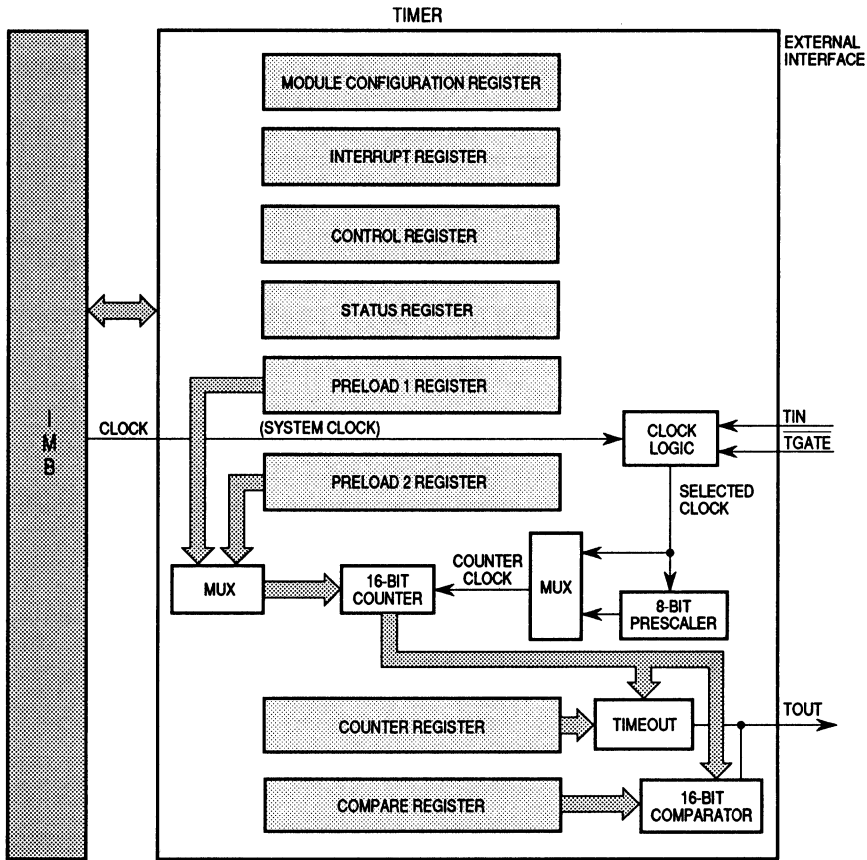 TIMER
EXTERNAL
INTERFACE
MODULE CONFIGURATION REGISTER
INTERRUPT REGISTER
CONTROL REGISTER
STATUS REGISTER
PRELOAD 1 REGISTER
I
M
B
CLOCK
(SYSTEM CLOCK)
CLOCK
LOGIC
TIN
TGATE
PRELOAD 2 REGISTER
SELECTED
CLOCK
MUX
16-BIT
COUNTER
COUNTER
CLOCK
MUX
8-BIT
PRESCALER
COUNTER REGISTER
TIMEOUT
TOUT
COMPARE REGISTER
16-BIT
COMPARATOR